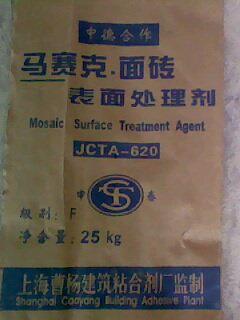 中德合作
马赛克·面砖
表面处理剂
Mosaic Surface Treatment Agent
JCTA-620
申 泰
级别: F
净含量: 25 kg
上海曹杨建筑粘合剂厂监制
Shanghai Caoyang Building Adhesive Plant